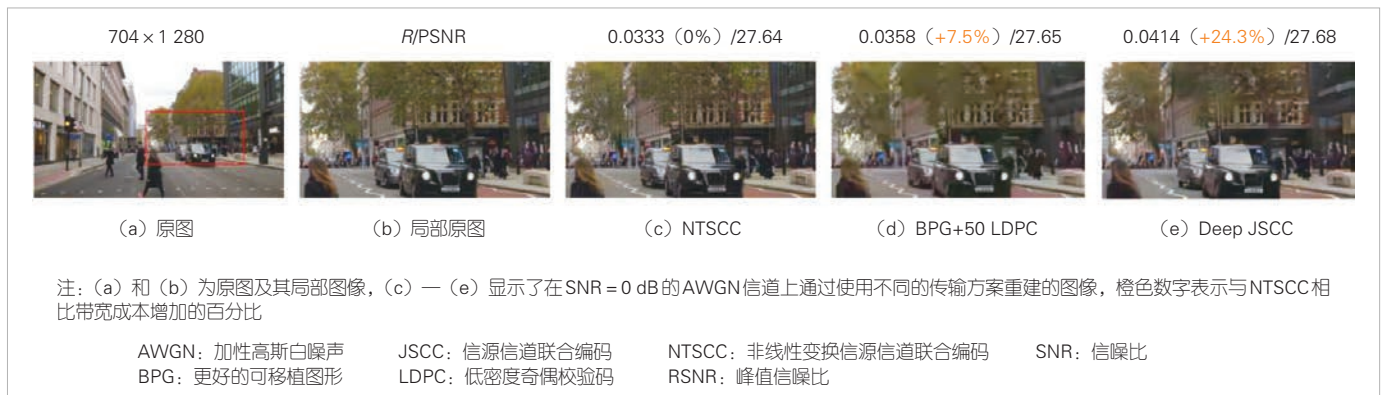 704×1 280 R/PSNR 0.0333（0%）/27.64 0.0358（+7.5%）/27.65 0.0414（+24.3%）/27.68
（a）原图 （b）局部原图 （c）NTSCC （d）BPG+50 LDPC （e）Deep JSCC
注：（a）和（b）为原图及其局部图像，（c）—（e）显示了在SNR = 0 dB的AWGN信道上通过使用不同的传输方案重建的图像，橙色数字表示与NTSCC相
比带宽成本增加的百分比
AWGN：加性高斯白噪声 JSCC：信源信道联合编码 NTSCC：非线性变换信源信道联合编码 SNR：信噪比
BPG：更好的可移植图形 LDPC：低密度奇偶校验码 RSNR：峰值信噪比